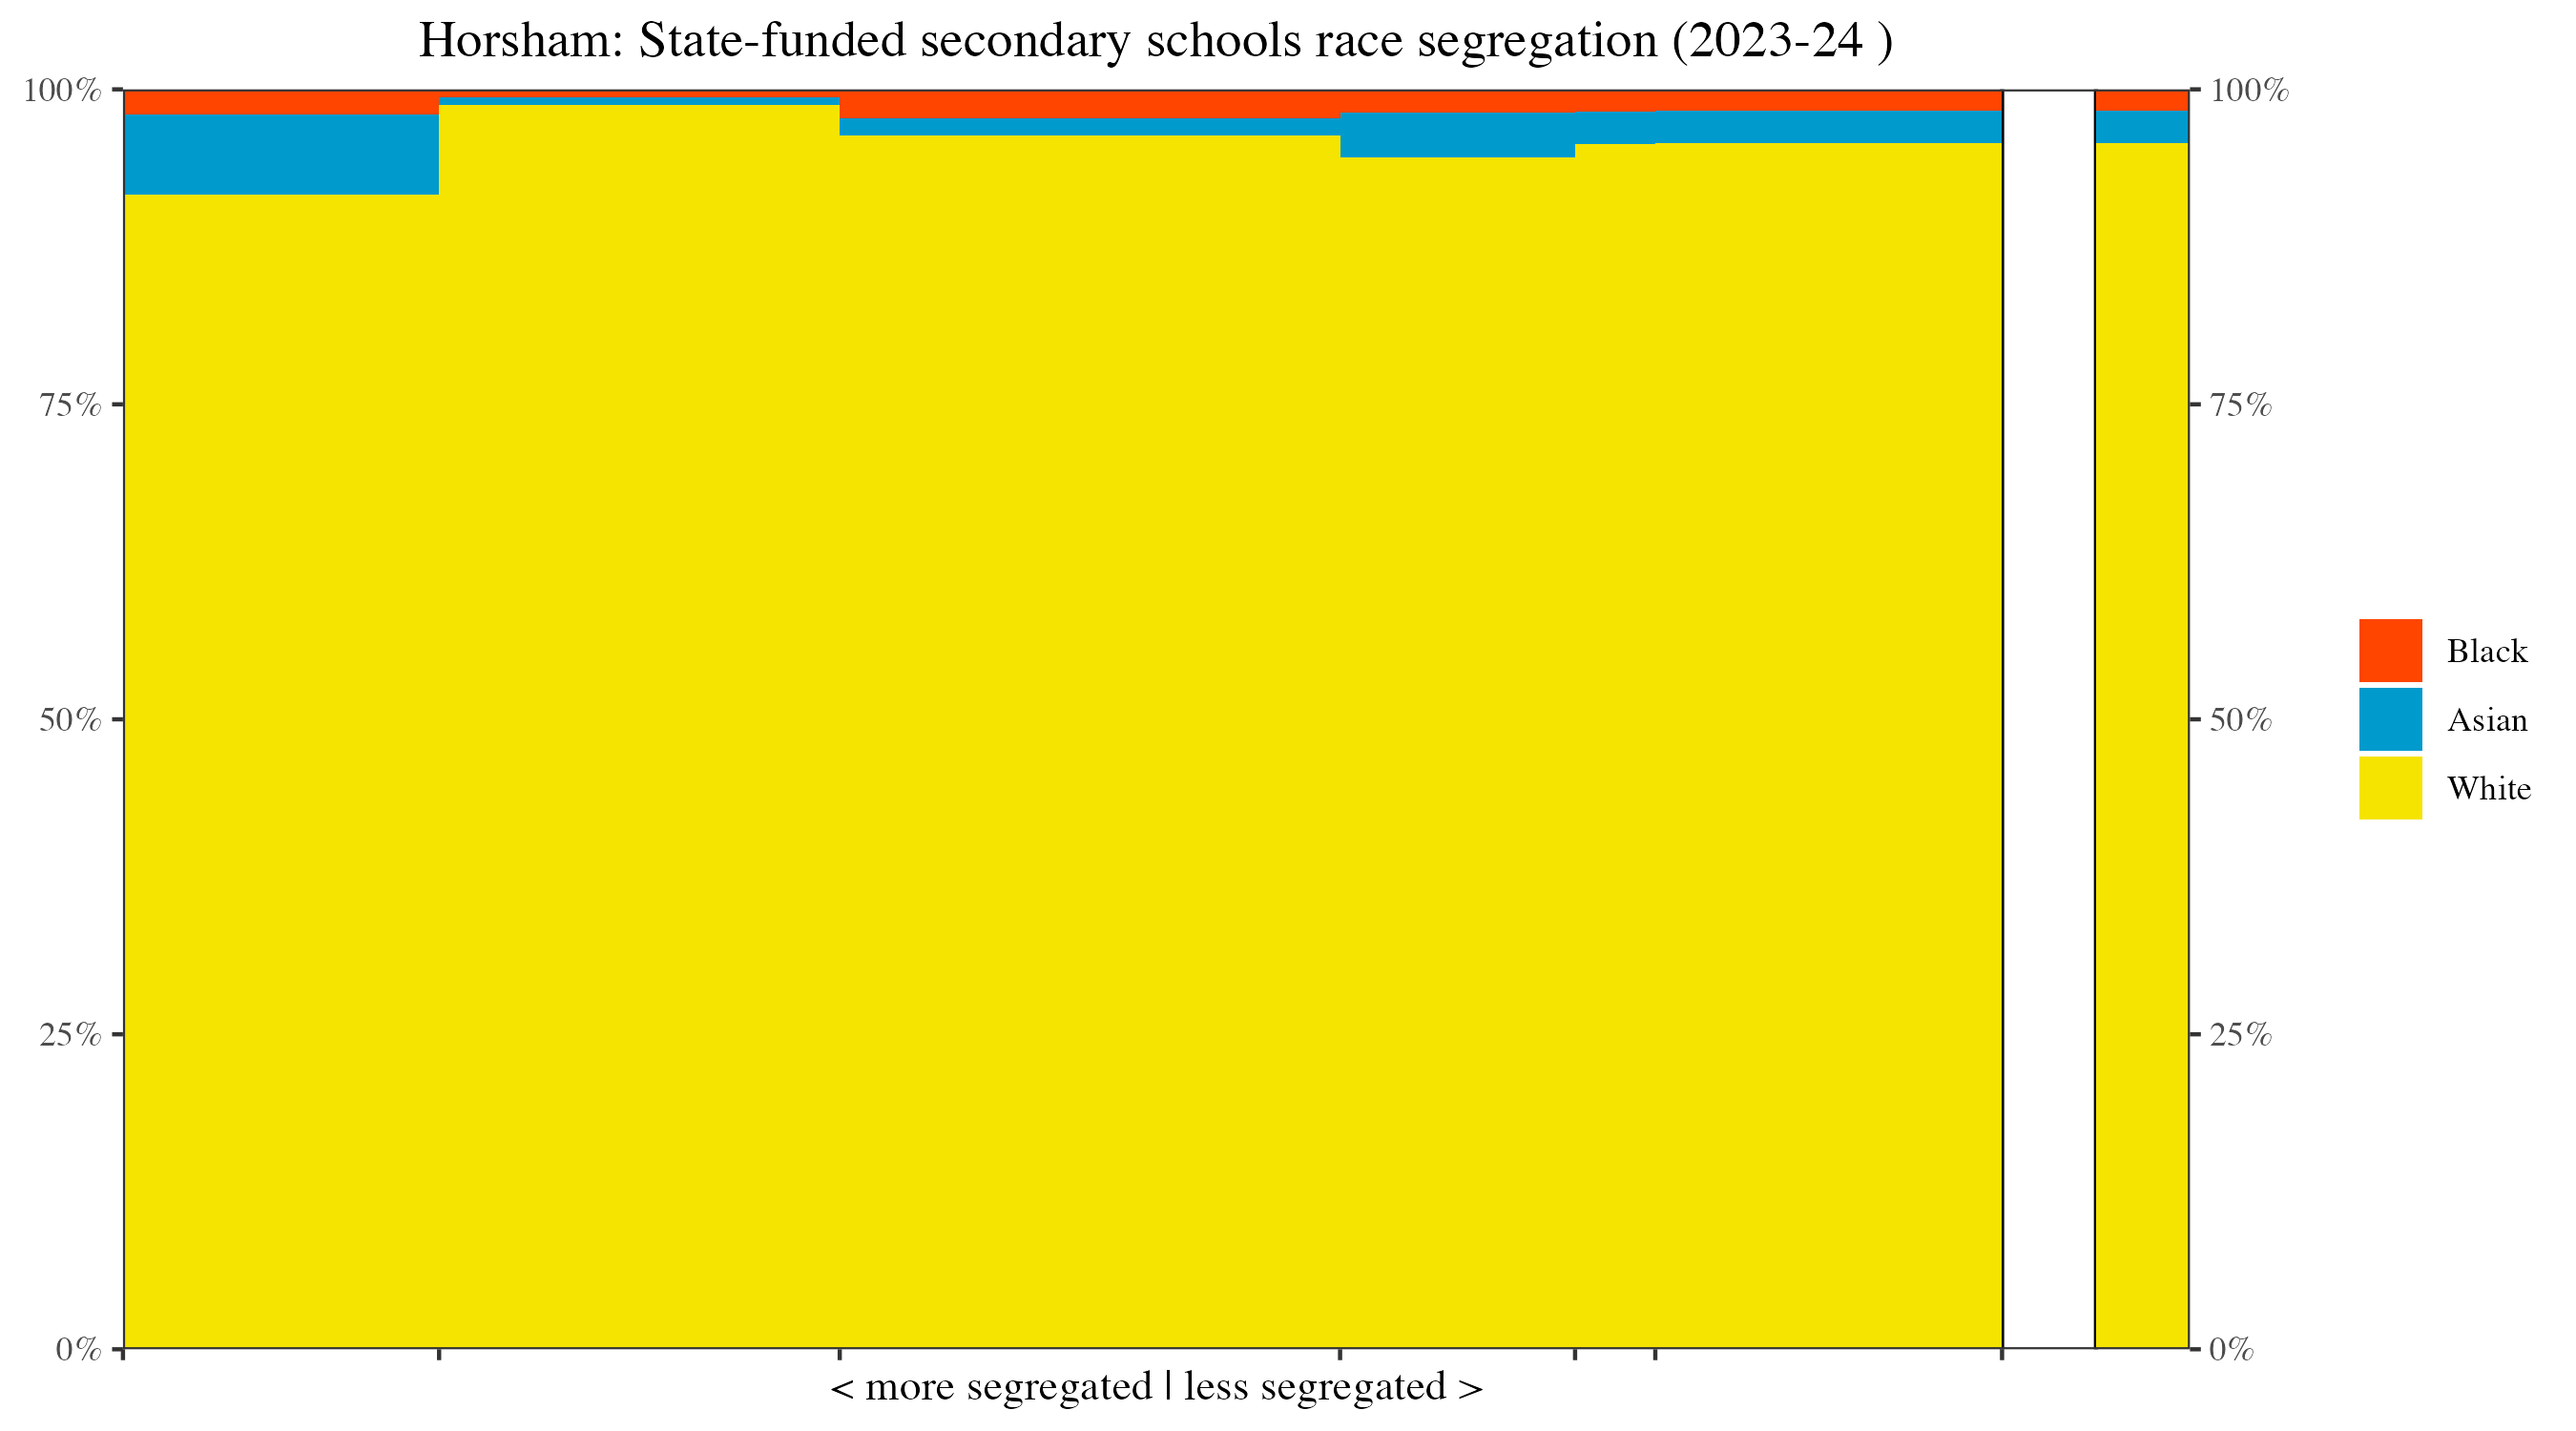 Horsham: State-funded secondary schools race segregation (2023-24 )
100%
75%
50%
25%
0%
100%
75%
50%
25%
0%
Black
Asian
White
< more segregated | less segregated >